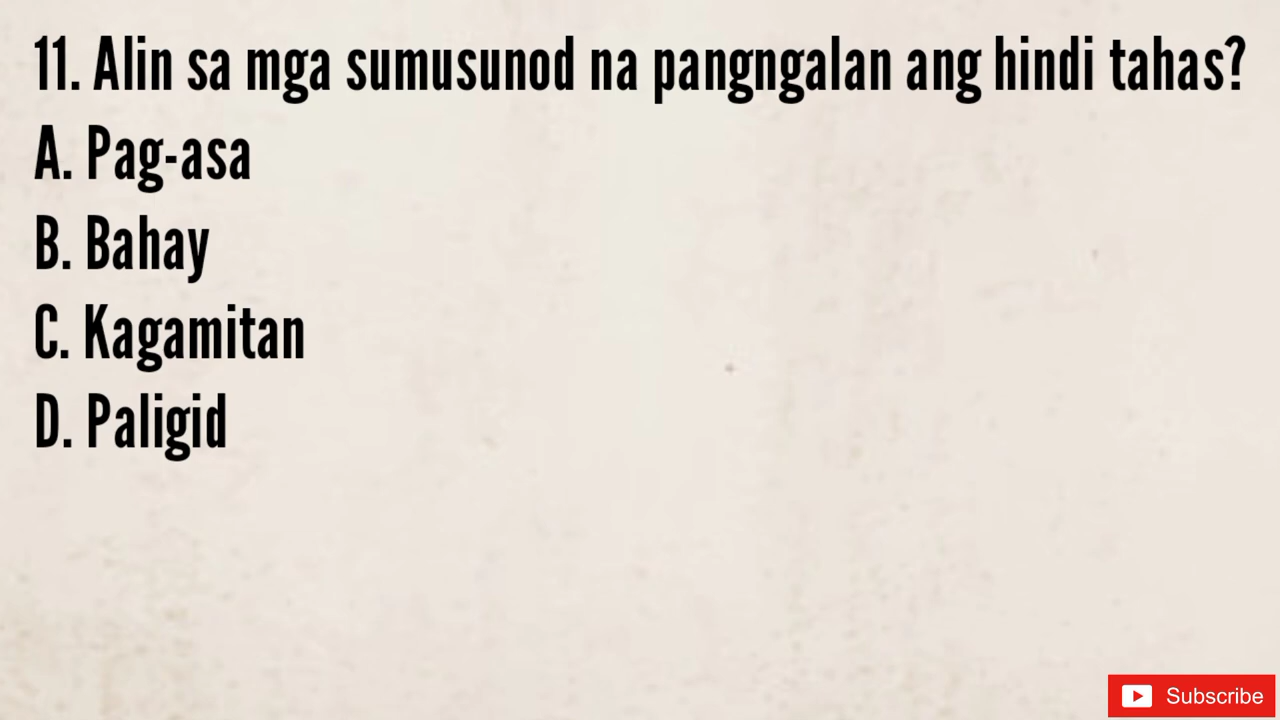 11. Alin sa mga sumusunod na pangngalan ang hindi tahas?
A. Pag-asa
B. Bahay
C. Kagamitan
D. Paligid
Subscribe